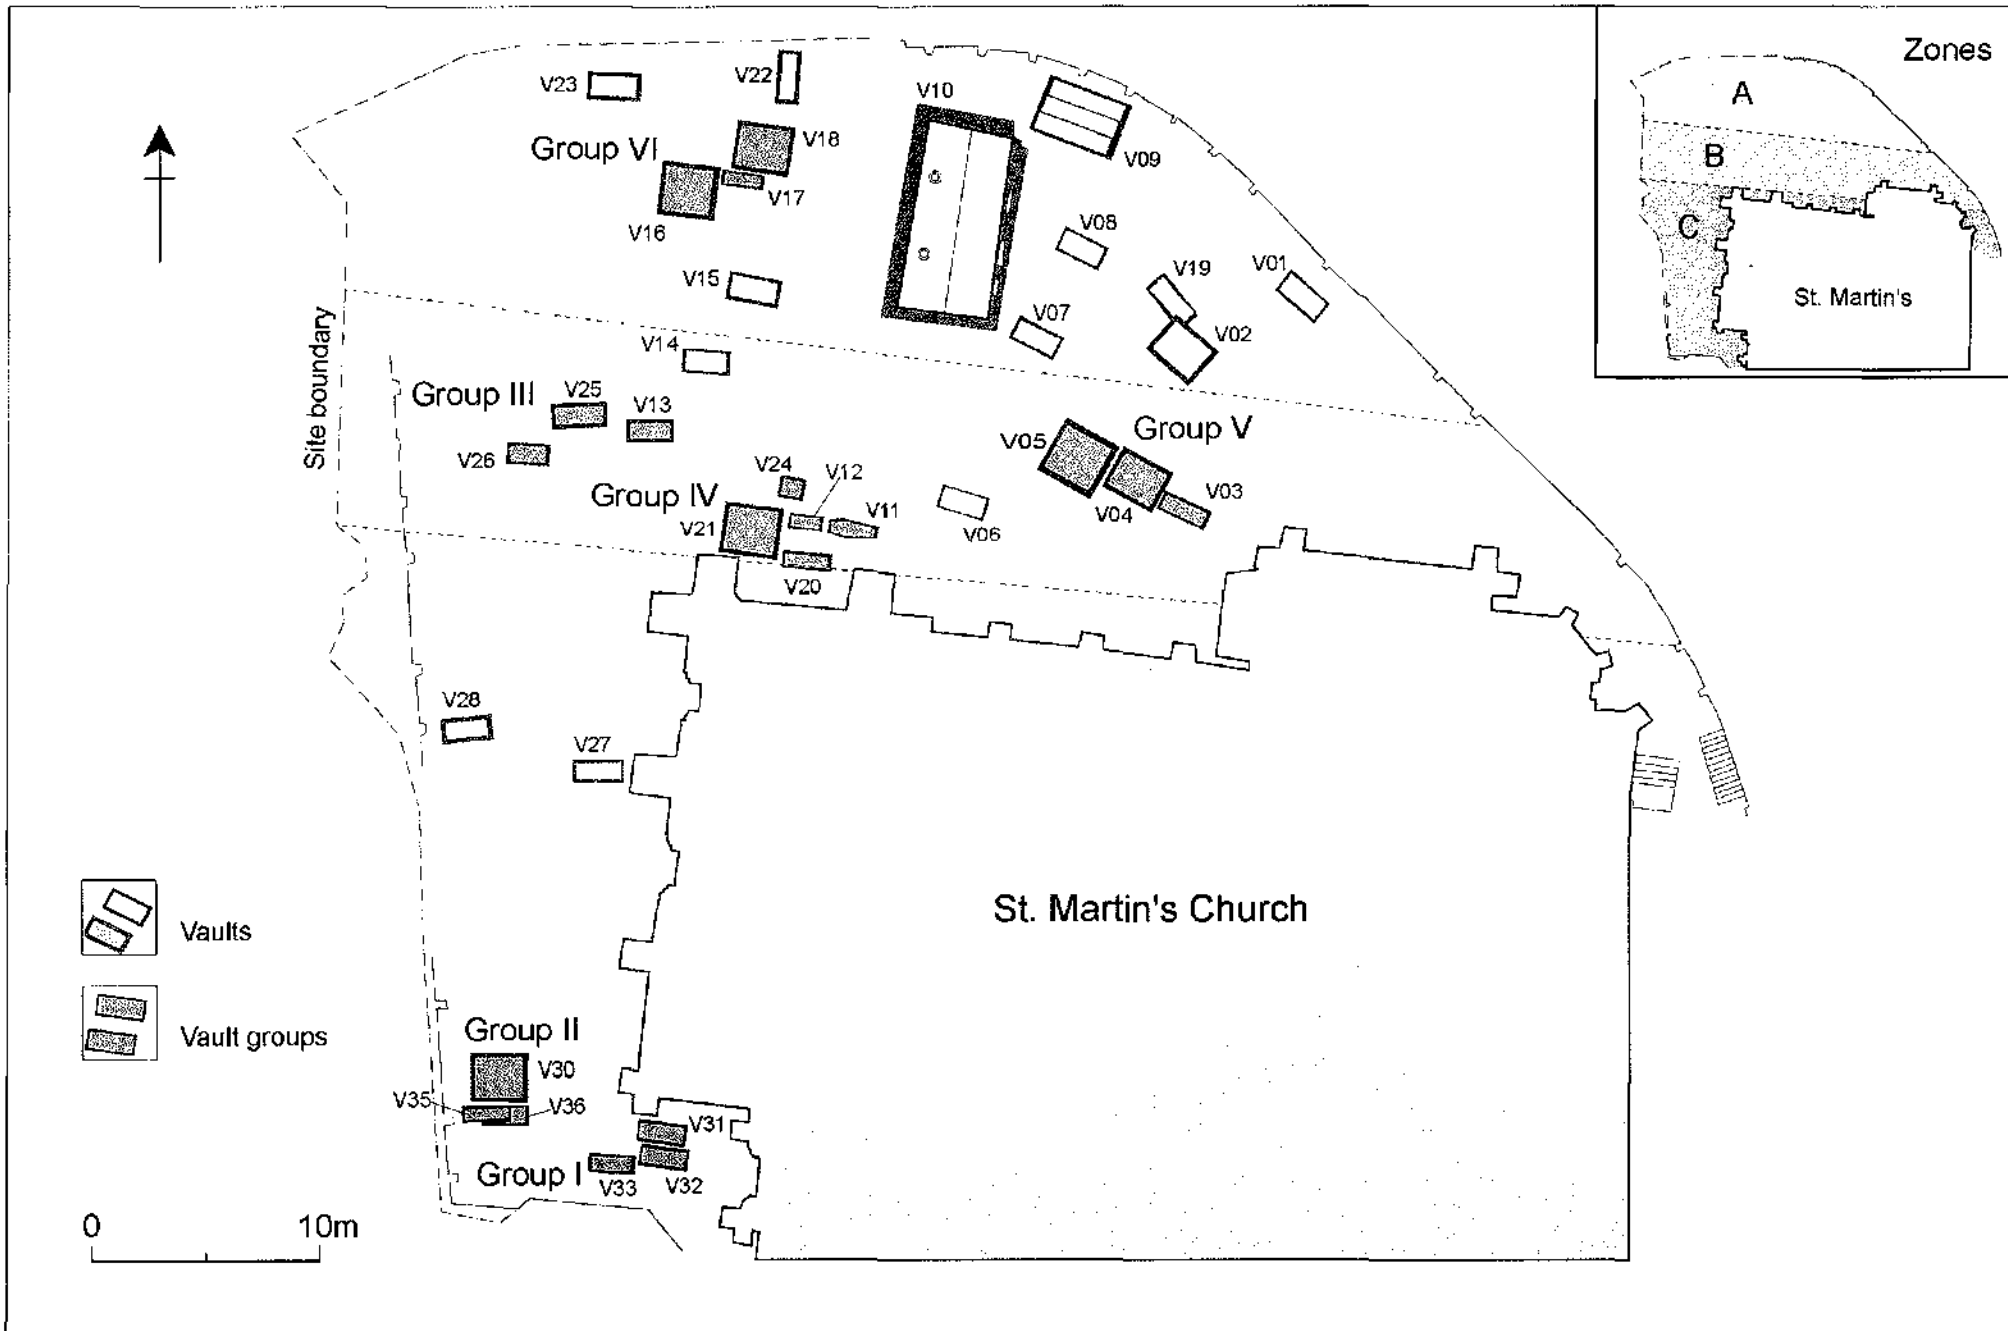 Zones
A
B
C
St. Martin's
V23
V22
V10
V09
Group VI
V18
V17
V16
V15
V08
V19
V01
V07
V02
V14
Site boundary
Group III
V25
V13
V26
Group V
V05
V04
V03
V24
V12
Group IV
V21
V11
V06
V20
V28
V27
St. Martin's Church
Vaults
Vault groups
Group II
V30
V35
V36
V31
Group I
V33
V32
0 10m